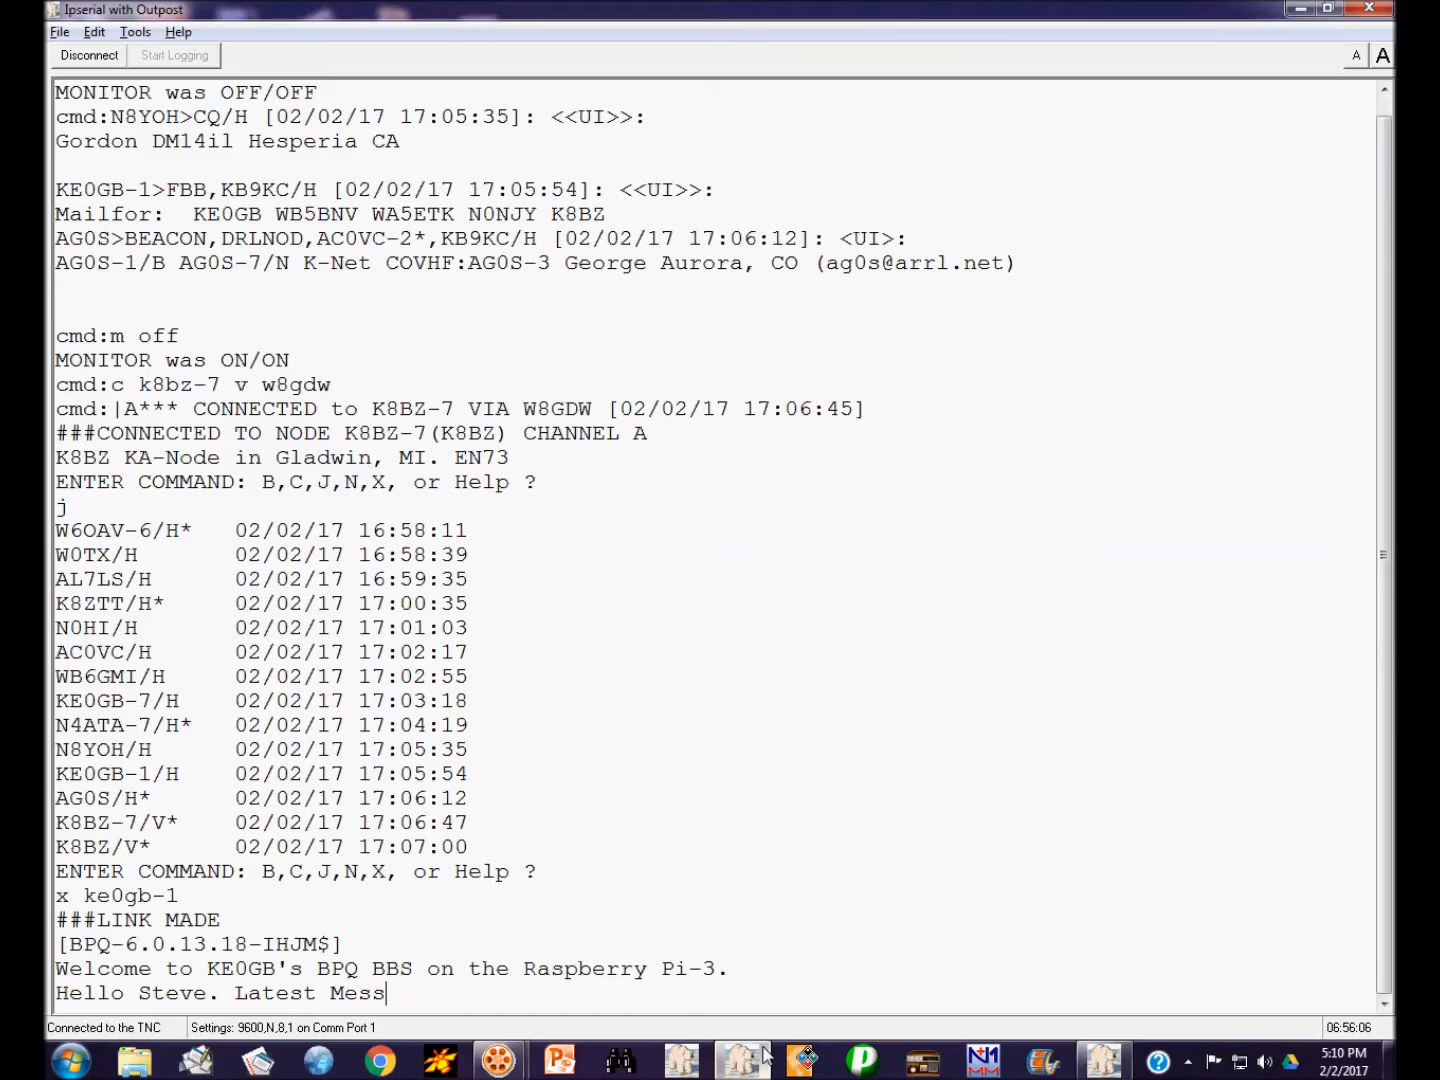 Ipserial with Outpost
File Edit Tools Help
Disconnect Start Logging A A
MONITOR was OFF/OFF
cmd:N8YOH>CQ/H [02/02/17 17:05:35]: <<UI>>:
Gordon DM14il Hesperia CA
KE0GB-1>FBB,KB9KC/H [02/02/17 17:05:54]: <<UI>>:
Mailfor:  KE0GB WB5BNV WA5ETK N0NJY K8BZ
AG0S>BEACON,DRLNOD,AC0VC-2*,KB9KC/H [02/02/17 17:06:12]: <UI>:
AG0S-1/B AG0S-7/N K-Net COVHF:AG0S-3 George Aurora, CO (ag0s@arrl.net)
cmd:m off
MONITOR was ON/ON
cmd:c k8bz-7 v w8gdw
cmd:|A*** CONNECTED to K8BZ-7 VIA W8GDW [02/02/17 17:06:45]
###CONNECTED TO NODE K8BZ-7(K8BZ) CHANNEL A
K8BZ KA-Node in Gladwin, MI. EN73
ENTER COMMAND: B,C,J,N,X, or Help ?
j
W6OAV-6/H*   02/02/17 16:58:11
W0TX/H       02/02/17 16:58:39
AL7LS/H      02/02/17 16:59:35
K8ZTT/H*     02/02/17 17:00:35
N0HI/H       02/02/17 17:01:03
AC0VC/H      02/02/17 17:02:17
WB6GMI/H     02/02/17 17:02:55
KE0GB-7/H    02/02/17 17:03:18
N4ATA-7/H*   02/02/17 17:04:19
N8YOH/H      02/02/17 17:05:35
KE0GB-1/H    02/02/17 17:05:54
AG0S/H*      02/02/17 17:06:12
K8BZ-7/V*    02/02/17 17:06:47
K8BZ/V*      02/02/17 17:07:00
ENTER COMMAND: B,C,J,N,X, or Help ?
x ke0gb-1
###LINK MADE
[BPQ-6.0.13.18-IHJM$]
Welcome to KE0GB's BPQ BBS on the Raspberry Pi-3.
Hello Steve. Latest Mess
Connected to the TNC Settings: 9600,N,8,1 on Comm Port 1 06:56:06
5:10 PM
2/2/2017